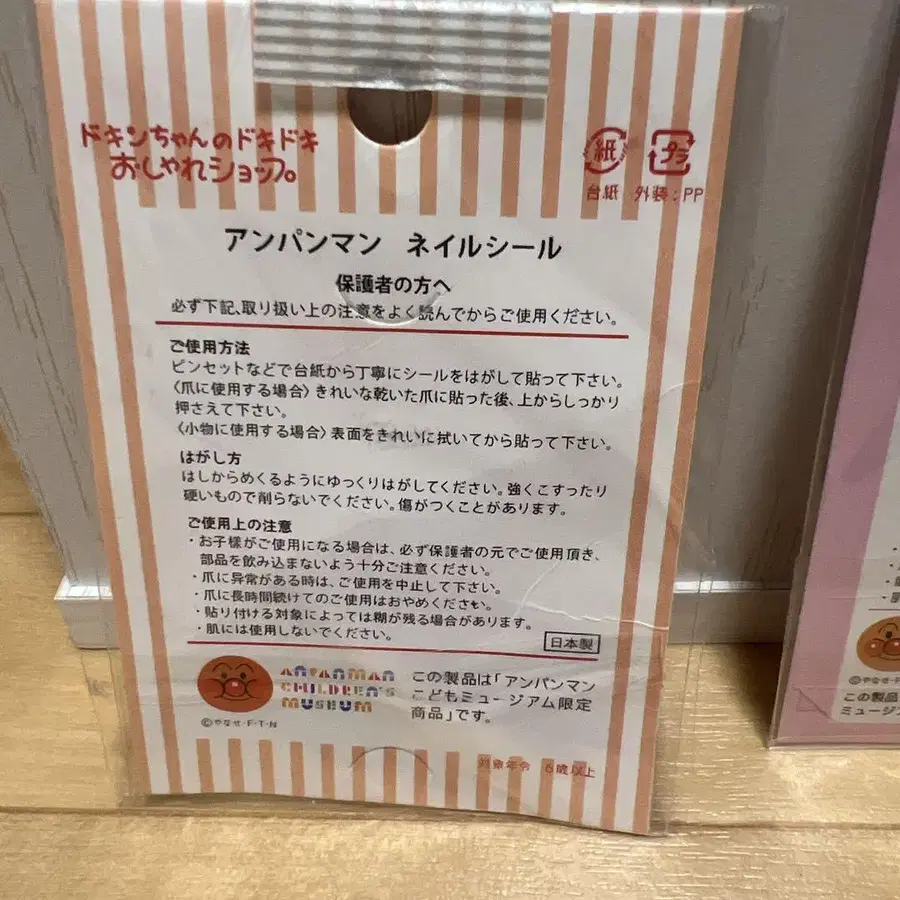 ドキンちゃんのドキドキ
おしゃれショップ。
紙
プラ
台紙 外装:PP
アンパンマン ネイルシール
保護者の方へ
必ず下記、取り扱い上の注意をよく読んでからご使用ください。
ご使用方法
ピンセットなどで台紙から丁寧にシールをはがして貼って下さい。
〈爪に使用する場合〉きれいな乾いた爪に貼った後、上からしっかり
押さえて下さい。
〈小物に使用する場合〉表面をきれいに拭いてから貼って下さい。
はがし方
はしからめくるようにゆっくりはがしてください。強くこすったり
硬いもので削らないでください。傷がつくことがあります。
ご使用上の注意
・お子様がご使用になる場合は、必ず保護者の元でご使用頂き、
部品を飲み込まないよう十分ご注意ください。
・爪に異常がある時は、ご使用を中止して下さい。
・爪に長時間続けてのご使用はおやめください。
・貼り付ける対象によっては糊が残る場合があります。
・肌には使用しないでください。
日本製
ANPANMAN
CHILDREN'S
MUSEUM
この製品は「アンパンマン
こどもミュージアム限定
商品」です。
©やなせ・F・T・N
対象年令 6歳以上
©やなせ・F
この製品
ミュージア